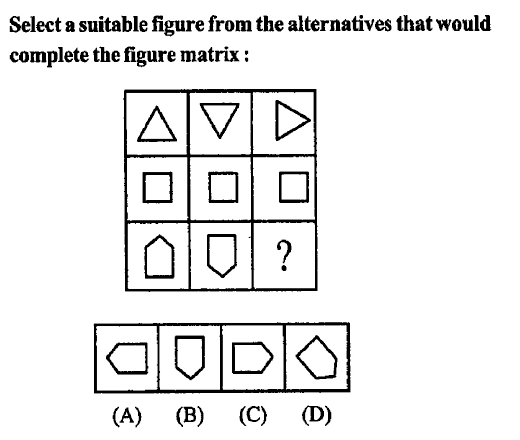 Select a suitable figure from the alternatives that would
complete the figure matrix :
?
(A) (B) (C) (D)